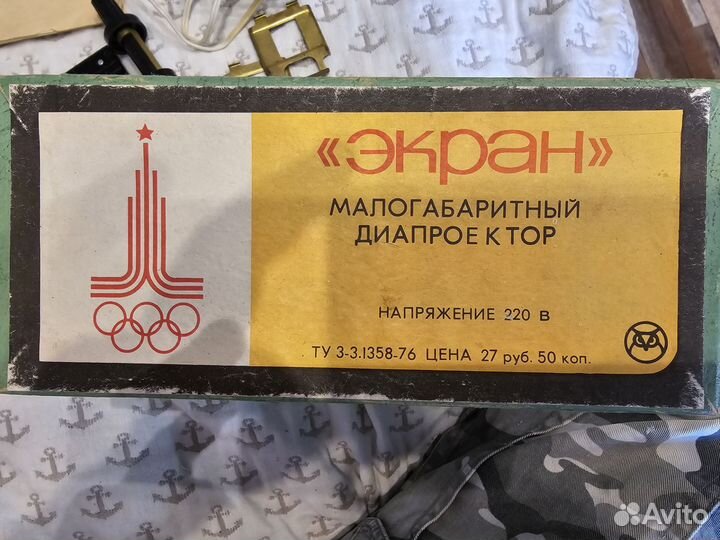 «экран»
МАЛОГАБАРИТНЫЙ
ДИАПРОЕКТОР
НАПРЯЖЕНИЕ 220 В
ТУ 3-3.1358-76 ЦЕНА 27 руб. 50 коп.
Avito